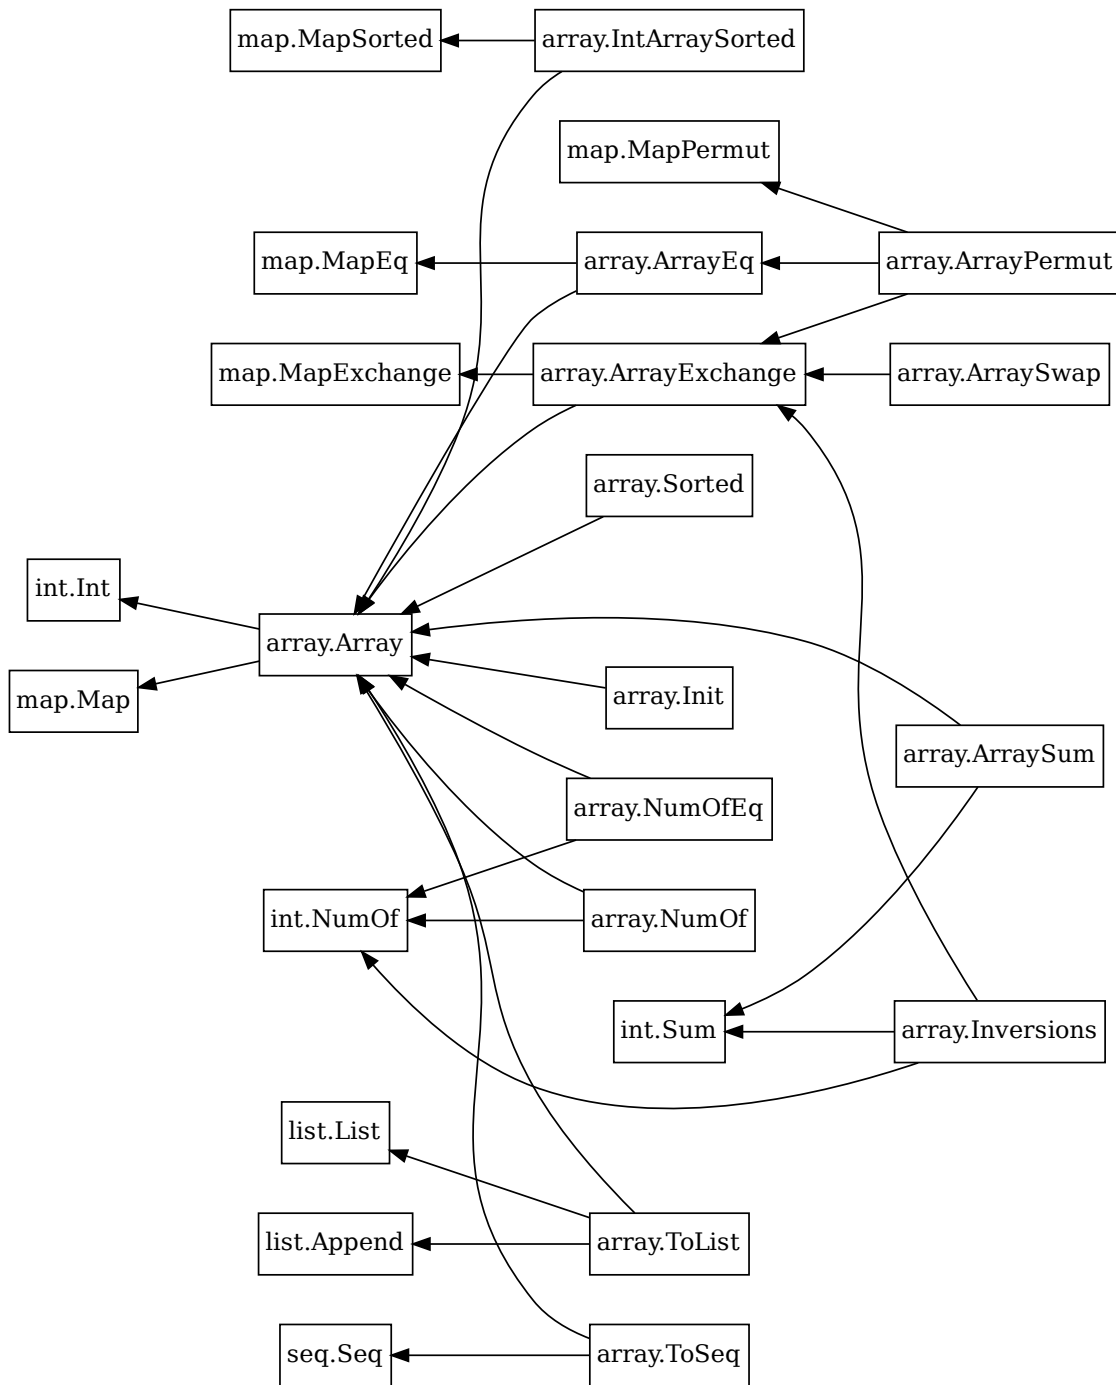 map.MapSorted
array.IntArraySorted
map.MapPermut
map.MapEq
array.ArrayEq
array.ArrayPermut
map.MapExchange
array.ArrayExchange
array.ArraySwap
array.Sorted
int.Int
array.Array
map.Map
array.Init
array.ArraySum
array.NumOfEq
int.NumOf
array.NumOf
int.Sum
array.Inversions
list.List
list.Append
array.ToList
seq.Seq
array.ToSeq